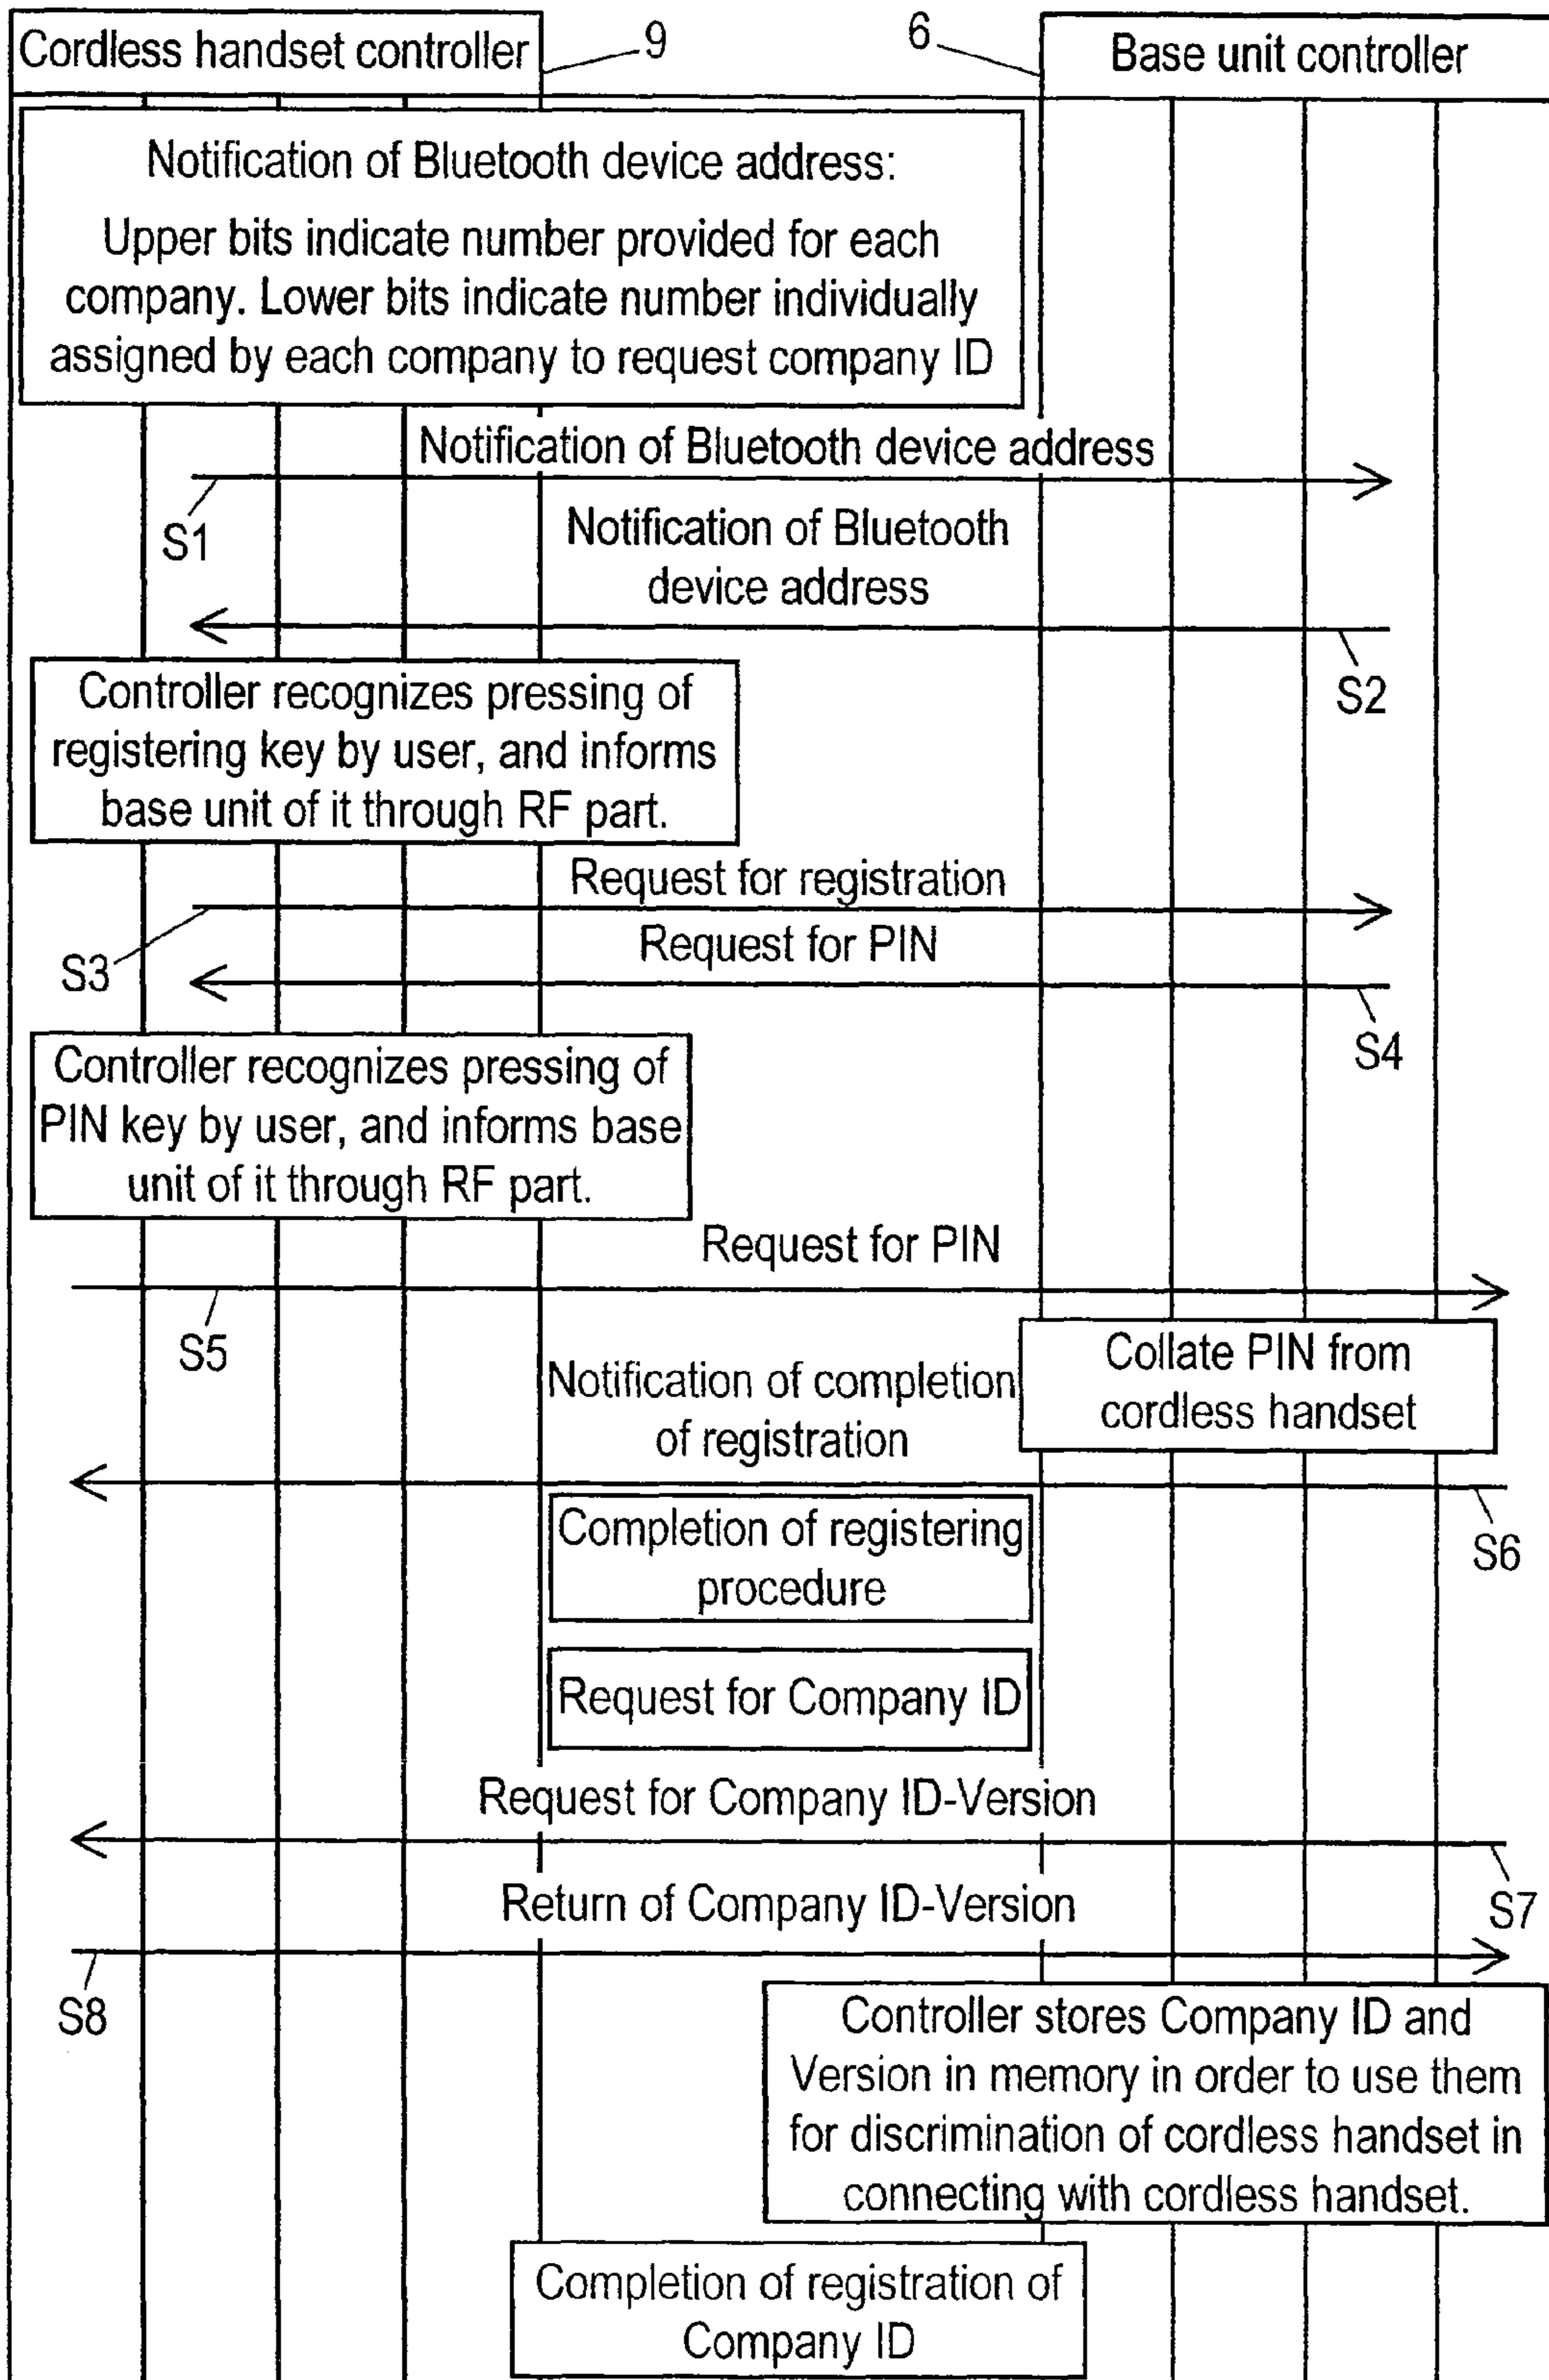 Cordless handset controller
9
6
Base unit controller
Notification of Bluetooth device address:
Upper bits indicate number provided for each
company. Lower bits indicate number individually
assigned by each company to request company ID
Notification of Bluetooth device address
S1
Notification of Bluetooth
device address
S2
Controller recognizes pressing of
registering key by user, and informs
base unit of it through RF part.
Request for registration
S3
Request for PIN
S4
Controller recognizes pressing of
PIN key by user, and informs base
unit of it through RF part.
Request for PIN
S5
Collate PIN from
cordless handset
Notification of completion
of registration
S6
Completion of registering
procedure
Request for Company ID
Request for Company ID-Version
S7
Return of Company ID-Version
S8
Controller stores Company ID and
Version in memory in order to use them
for discrimination of cordless handset in
connecting with cordless handset.
Completion of registration of
Company ID